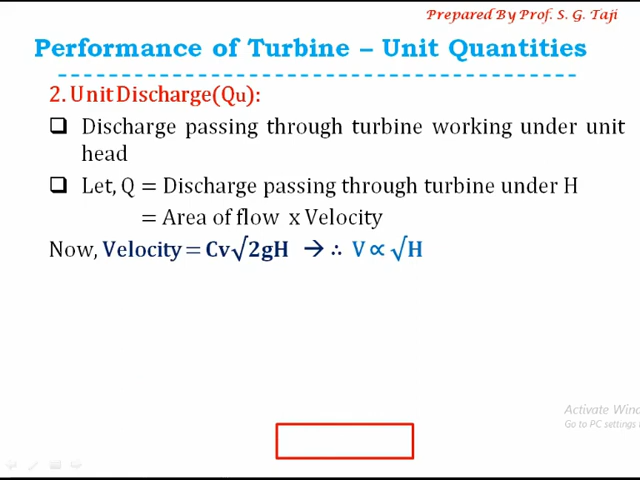 Prepared By Prof. S. G. Taji
Performance of Turbine – Unit Quantities
2. Unit Discharge(Qu):
❑ Discharge passing through turbine working under unit
head
❑ Let, Q = Discharge passing through turbine under H
= Area of flow x Velocity
Now, Velocity = Cv√2gH → ∴ V ∝ √H
Activate Wind
Go to PC settings t